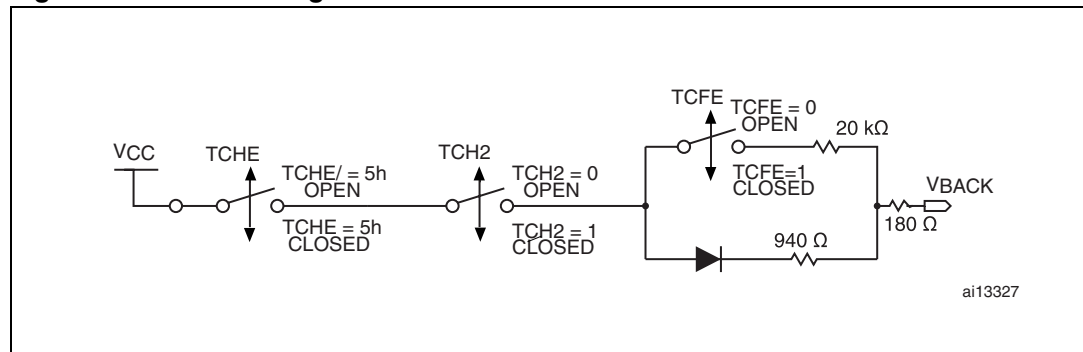 VCC
TCHE
TCHE/ = 5h
OPEN
TCHE = 5h
CLOSED
TCH2
TCH2 = 0
OPEN
TCH2 = 1
CLOSED
TCFE
TCFE = 0
OPEN
TCFE=1
CLOSED
20 kΩ
940 Ω
VBACK
180 Ω
ai13327